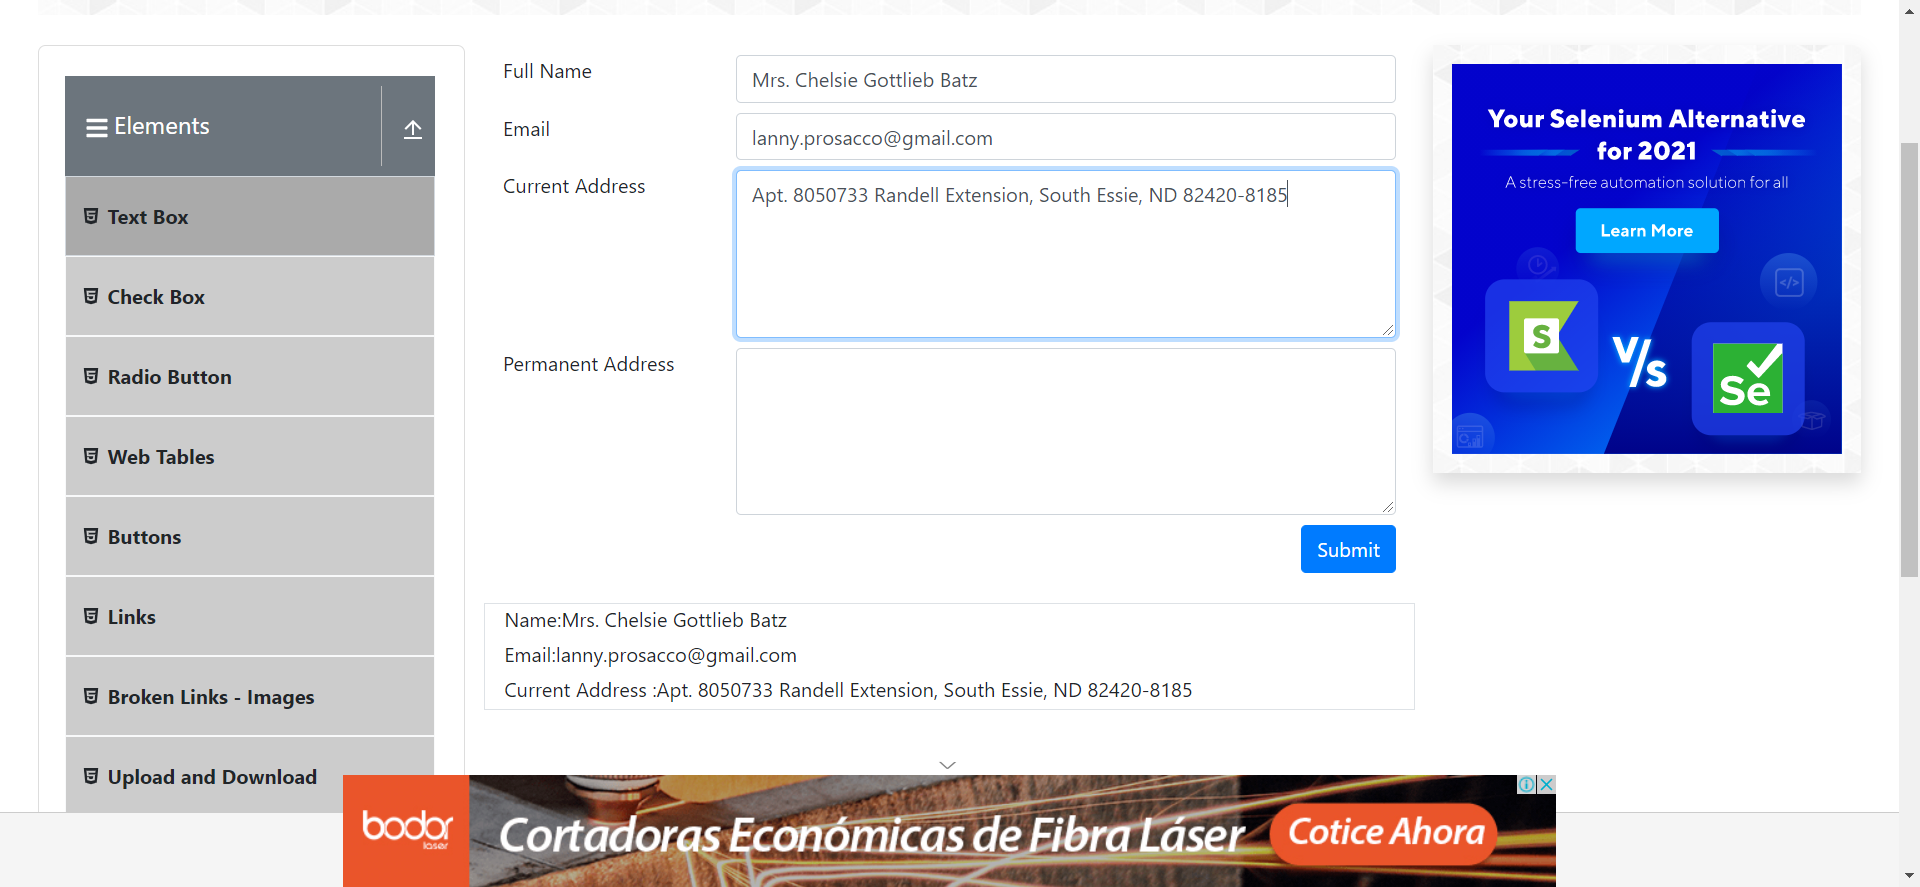 Elements
Text Box
Check Box
Radio Button
Web Tables
Buttons
Links
Broken Links - Images
Upload and Download
Full Name
Mrs. Chelsie Gottlieb Batz
Email
lanny.prosacco@gmail.com
Current Address
Apt. 8050733 Randell Extension, South Essie, ND 82420-8185
Permanent Address
Submit
Name:Mrs. Chelsie Gottlieb Batz
Email:lanny.prosacco@gmail.com
Current Address :Apt. 8050733 Randell Extension, South Essie, ND 82420-8185
Your Selenium Alternative
for 2021
A stress-free automation solution for all
Learn More
S
V/s
Se
bodor
laser
Cortadoras Económicas de Fibra Láser
Cotice Ahora